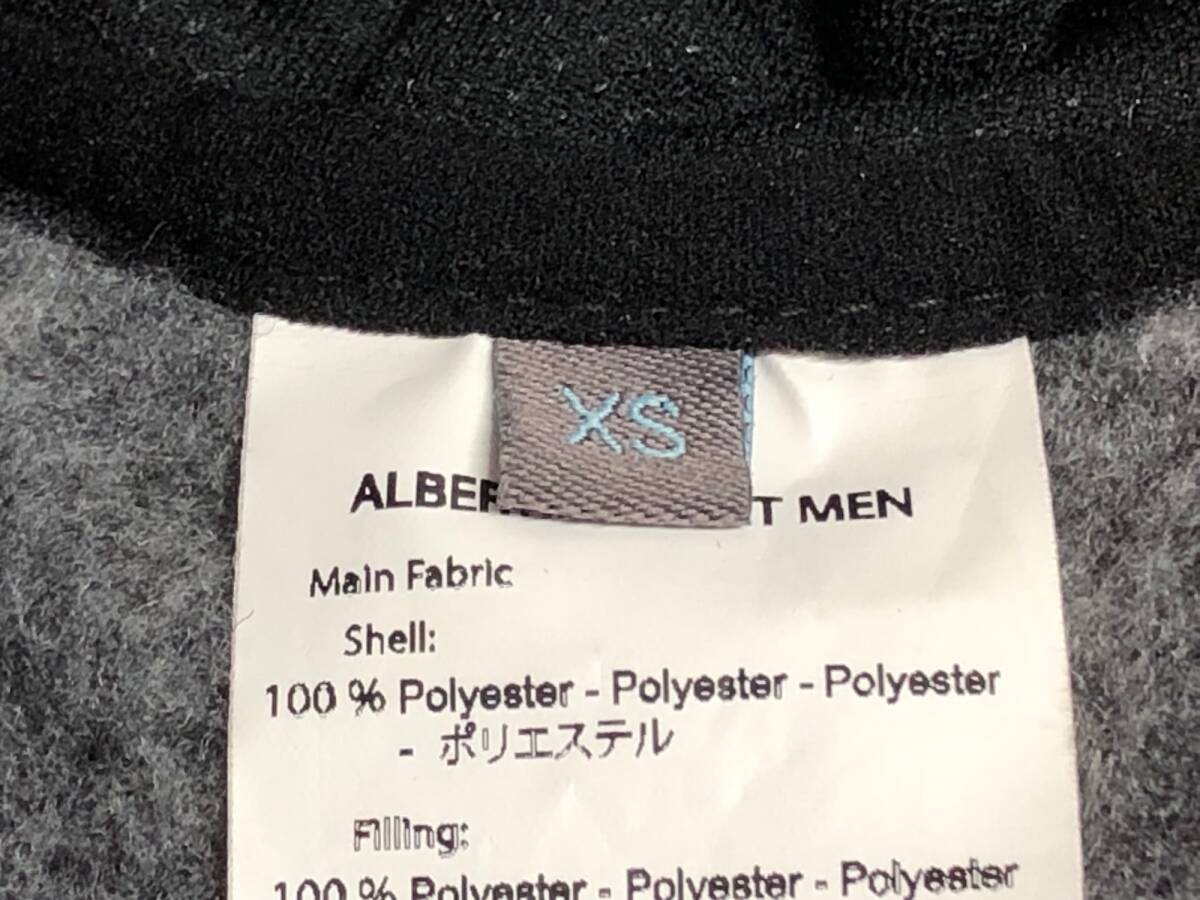 XS
ALBER T MEN
Main Fabric
Shell:
100 % Polyester - Polyester - Polyester
- ポリエステル
Filling:
100 % Polyester - Polyester - Polyester